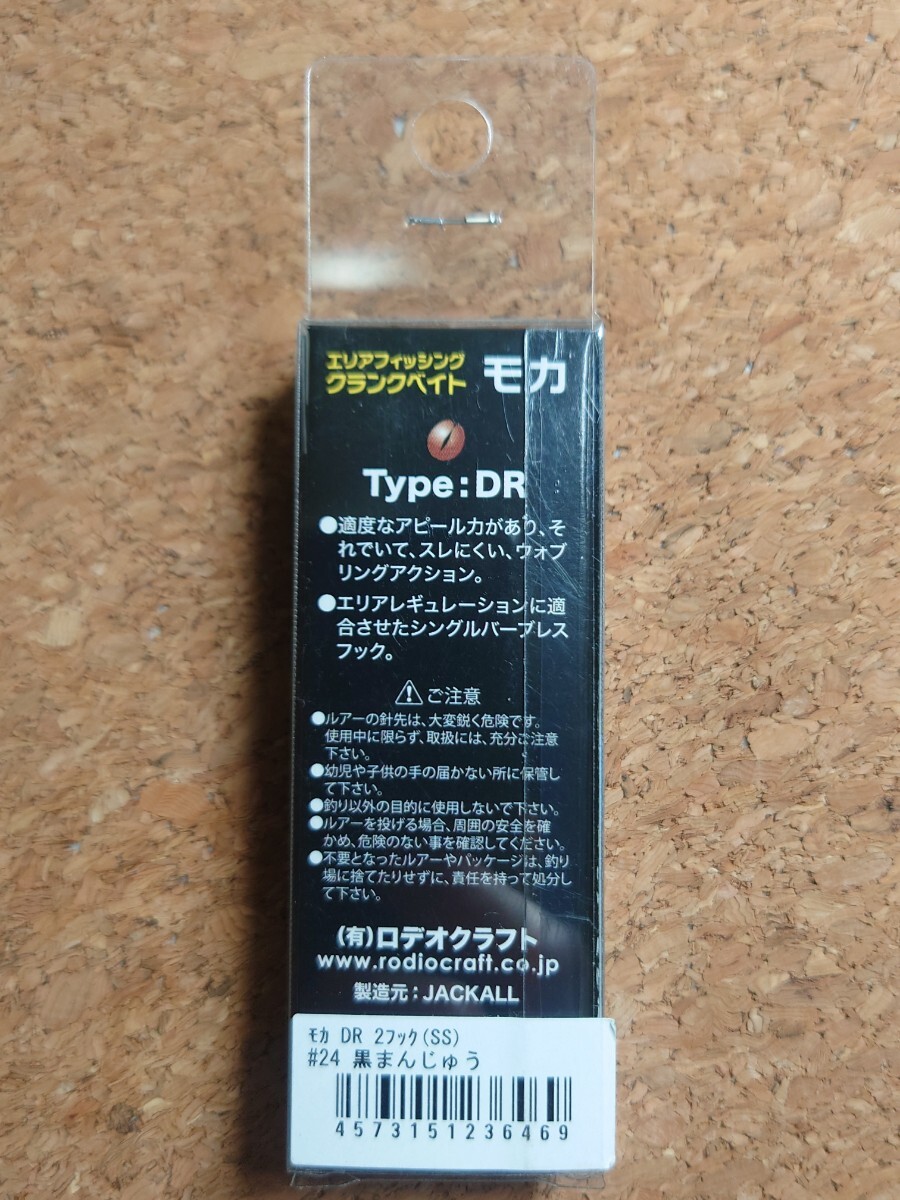 エリアフィッシング
クランクベイト モカ
Type:DR
●適度なアピール力があり、そ
れでいて、スレにくい、ウォブ
リングアクション。
●エリアレギュレーションに適
合させたシングルバーブレス
フック。
⚠ご注意
●ルアーの針先は、大変鋭く危険です。
使用中に限らず、取扱には、充分ご注意
下さい。
●幼児や子供の手の届かない所に保管し
て下さい。
●釣り以外の目的に使用しないで下さい。
●ルアーを投げる場合、周囲の安全を確
かめ、危険のない事を確認してください。
●不要となったルアーやパッケージは、釣り
場に捨てたりせずに、責任を持って処分し
て下さい。
(有)ロデオクラフト
www.rodiocraft.co.jp
製造元:JACKALL
ﾓｶ DR 2ﾌｯｸ(SS)
#24 黒まんじゅう
4573151236469